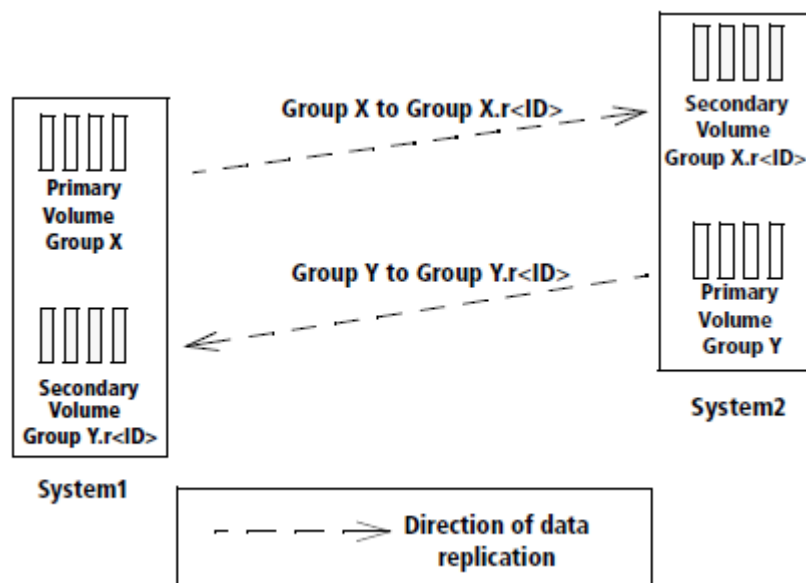 Group X to Group X.r<ID>
Secondary
Volume
Group X.r<ID>
Primary
Volume
Group X
Group Y to Group Y.r<ID>
Primary
Volume
Group Y
Secondary
Volume
Group Y.r<ID>
System2
System1
Direction of data
replication